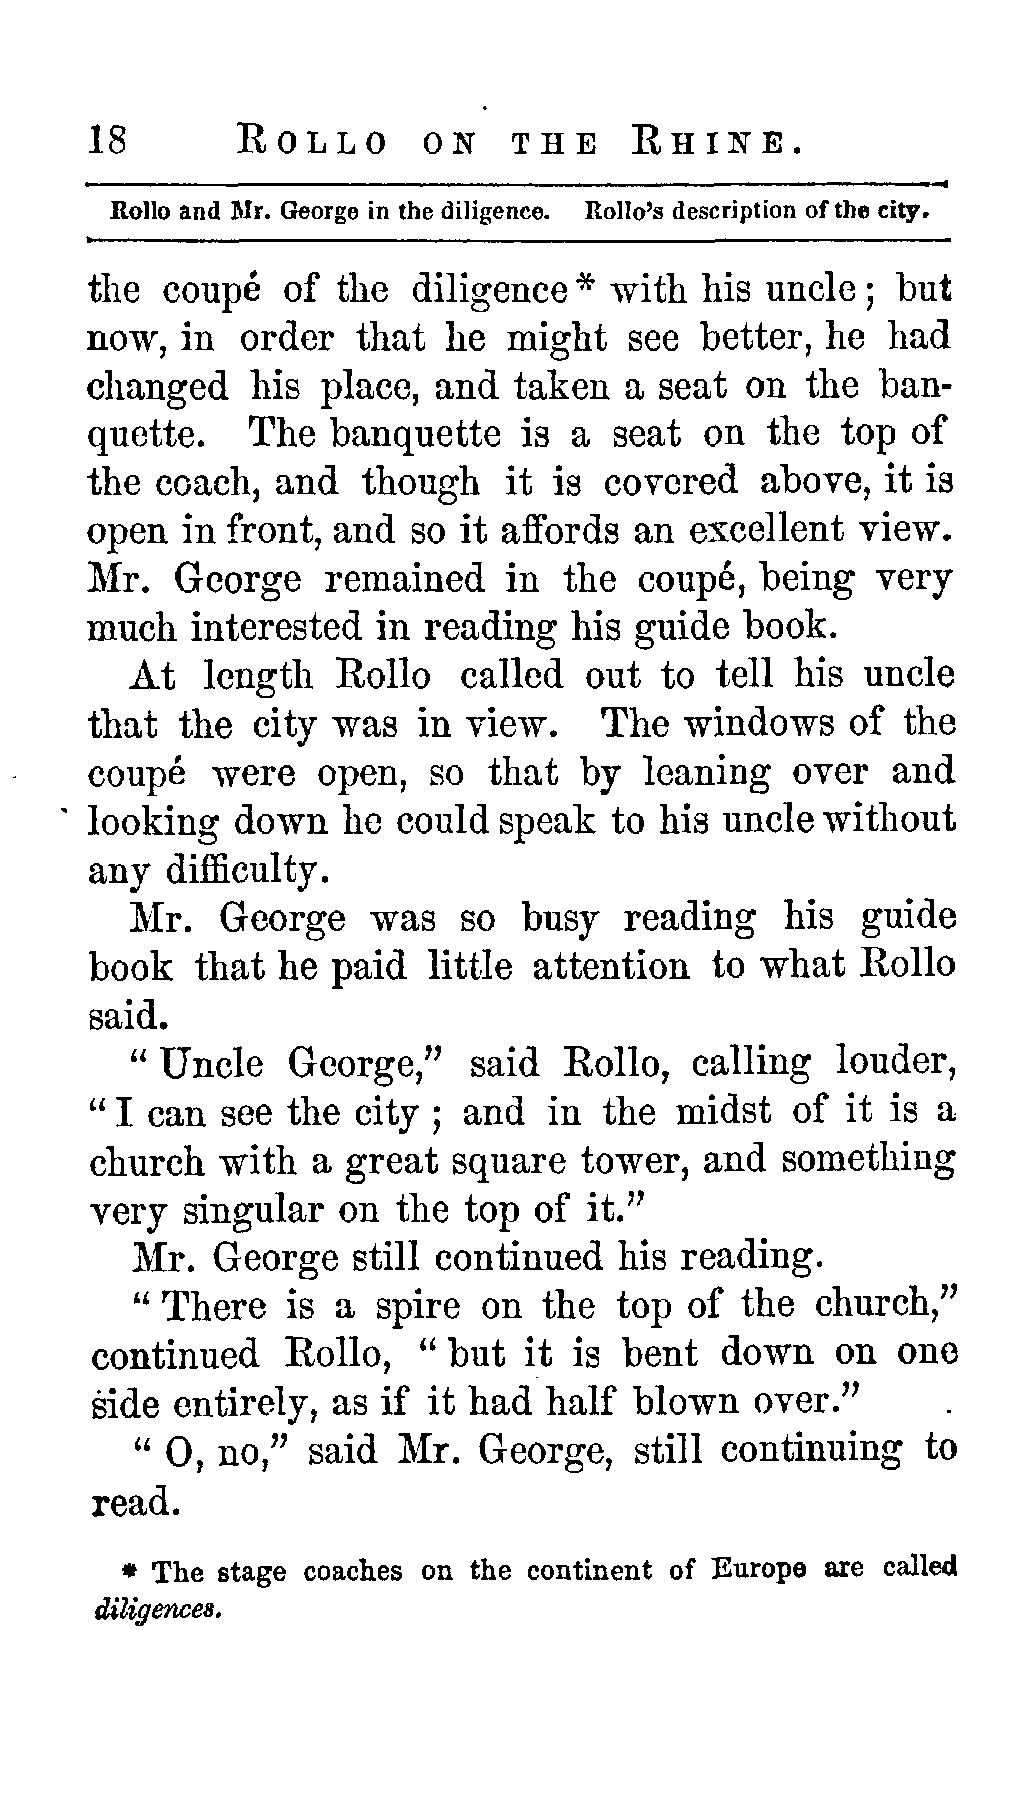 18 ROLLO ON THE RHINE.
Rollo and Mr. George in the diligence. Rollo's description of the city.
the coupé of the diligence * with his uncle ; but
now, in order that he might see better, he had
changed his place, and taken a seat on the ban-
quette. The banquette is a seat on the top of
the coach, and though it is covered above, it is
open in front, and so it affords an excellent view.
Mr. George remained in the coupé, being very
much interested in reading his guide book.
At length Rollo called out to tell his uncle
that the city was in view. The windows of the
coupé were open, so that by leaning over and
looking down he could speak to his uncle without
any difficulty.
Mr. George was so busy reading his guide
book that he paid little attention to what Rollo
said.
“ Uncle George,” said Rollo, calling louder,
“ I can see the city ; and in the midst of it is a
church with a great square tower, and something
very singular on the top of it.”
Mr. George still continued his reading.
“ There is a spire on the top of the church,”
continued Rollo, “ but it is bent down on one
side entirely, as if it had half blown over.”
“ O, no,” said Mr. George, still continuing to
read.
* The stage coaches on the continent of Europe are called
diligences.